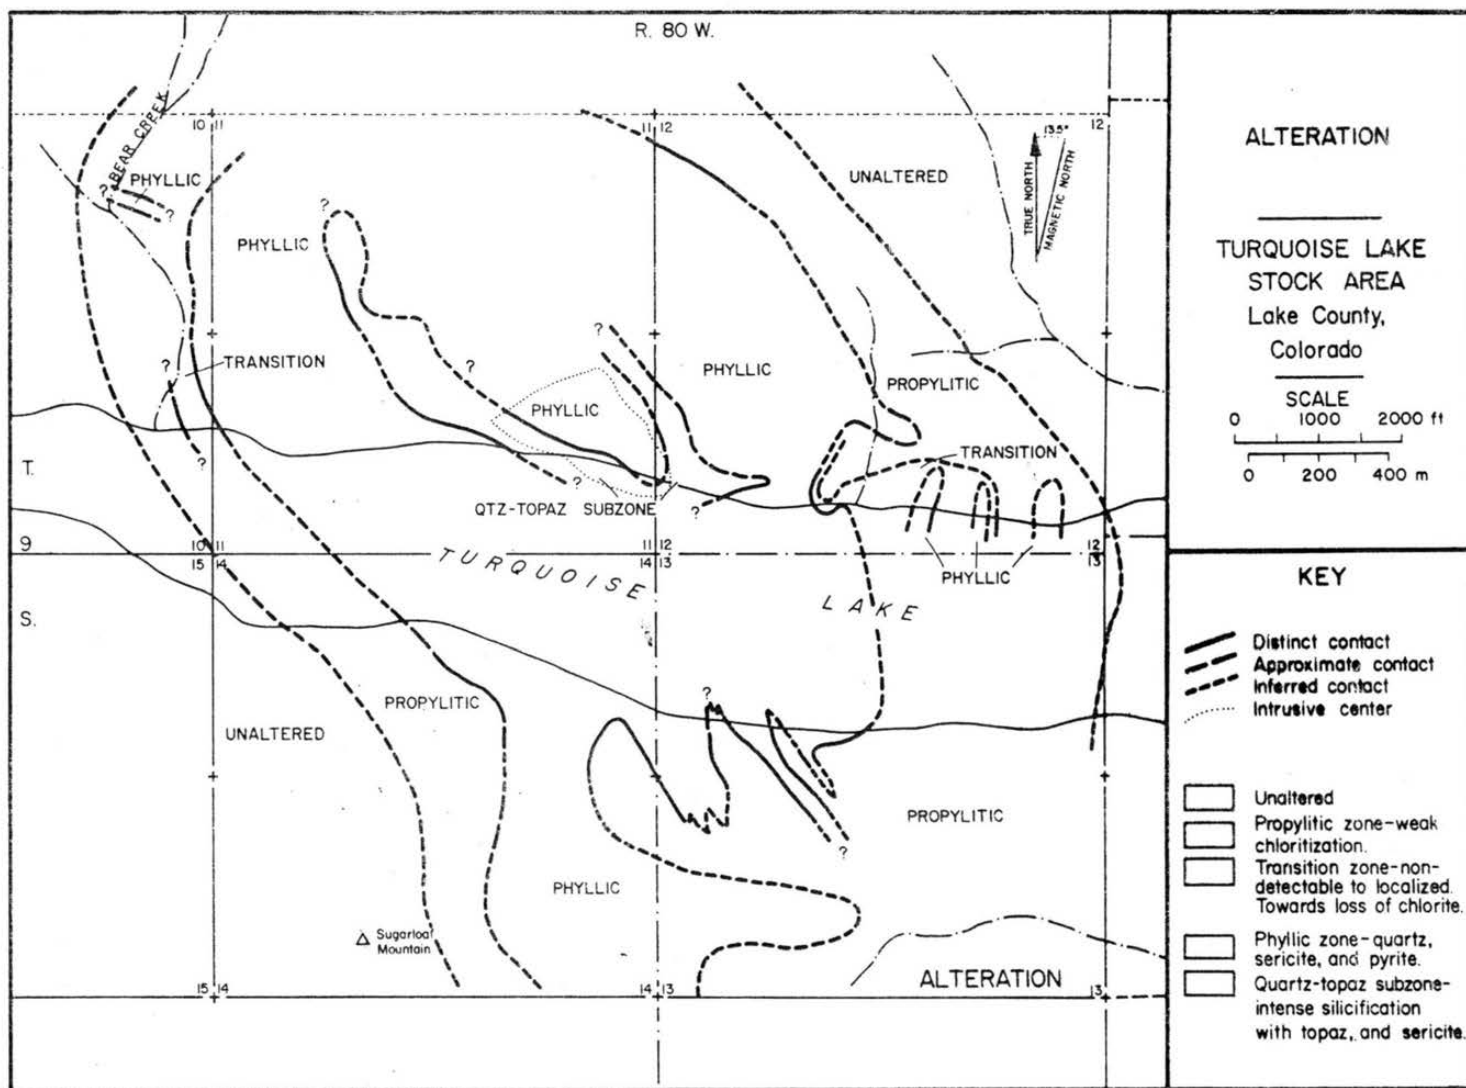 R. 80 W.
10 11
11 12
12
BEAR CREEK
?
PHYLLIC
?
13.5°
TRUE NORTH
MAGNETIC NORTH
UNALTERED
?
PHYLLIC
?
?
TRANSITION
?
?
PHYLLIC
PROPYLITIC
PHYLLIC
TRANSITION
?
T.
?
?
QTZ-TOPAZ SUBZONE
?
9
10 11
15 14
11 12
14 13
12
13
TURQUOISE LAKE
PHYLLIC
S.
PROPYLITIC
?
UNALTERED
PROPYLITIC
?
PHYLLIC
Sugarloaf
Mountain
ALTERATION
15 14
14 13
13
ALTERATION
TURQUOISE LAKE
STOCK AREA
Lake County,
Colorado
SCALE
0 1000 2000 ft
0 200 400 m
KEY
Distinct contact
Approximate contact
Inferred contact
Intrusive center
Unaltered
Propylitic zone-weak
chloritization.
Transition zone-non-
detectable to localized.
Towards loss of chlorite.
Phyllic zone-quartz,
sericite, and pyrite.
Quartz-topaz subzone-
intense silicification
with topaz, and sericite.